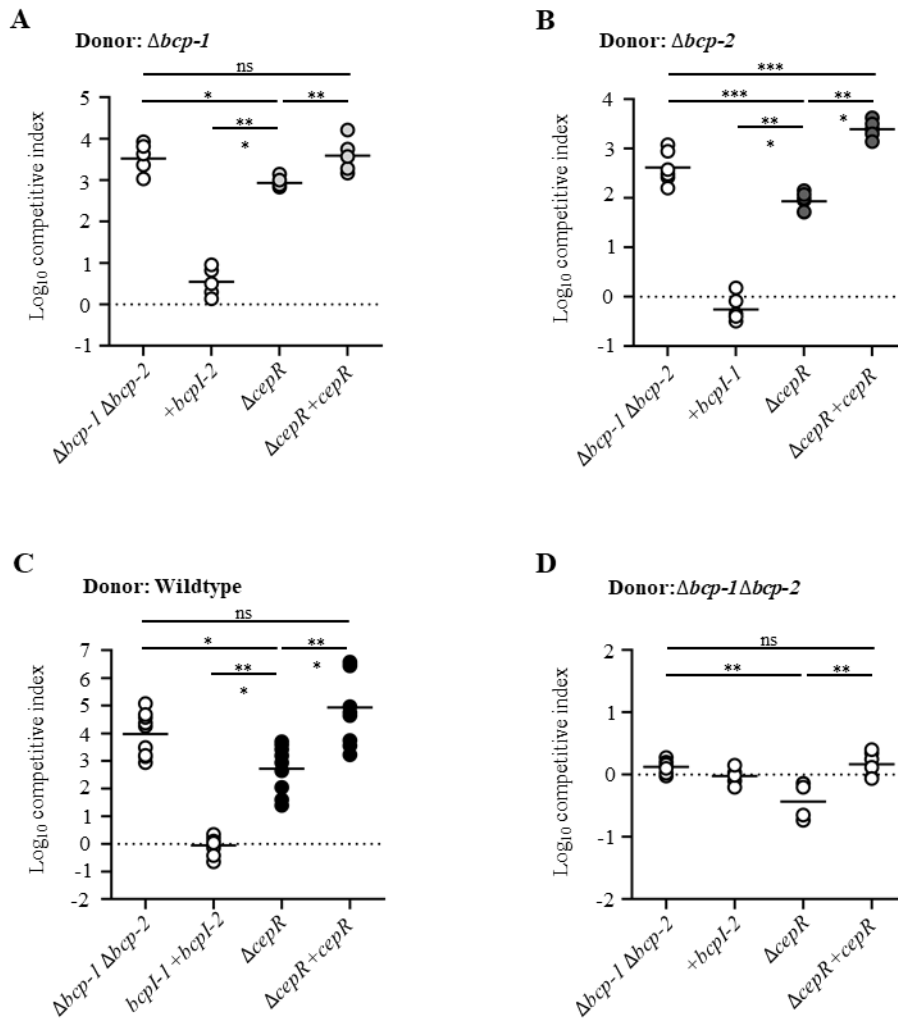 A
Donor: Δbcp-1
ns
* **
**
*
5
4
3
2
1
0
-1
Log₁₀ competitive index
Δbcp-1 Δbcp-2
+bcpI-2
ΔcepR
ΔcepR+cepR
B
Donor: Δbcp-2
***
*** **
** *
*
4
3
2
1
0
-1
Log₁₀ competitive index
Δbcp-1 Δbcp-2
+bcpI-1
ΔcepR
ΔcepR+cepR
C
Donor: Wildtype
ns
* **
** *
*
7
6
5
4
3
2
1
0
-1
-2
Log₁₀ competitive index
Δbcp-1 Δbcp-2
bcpI-1 +bcpI-2
ΔcepR
ΔcepR+cepR
D
Donor:Δbcp-1Δbcp-2
ns
** **
2
1
0
-1
-2
Log₁₀ competitive index
Δbcp-1 Δbcp-2
+bcpI-2
ΔcepR
ΔcepR+cepR